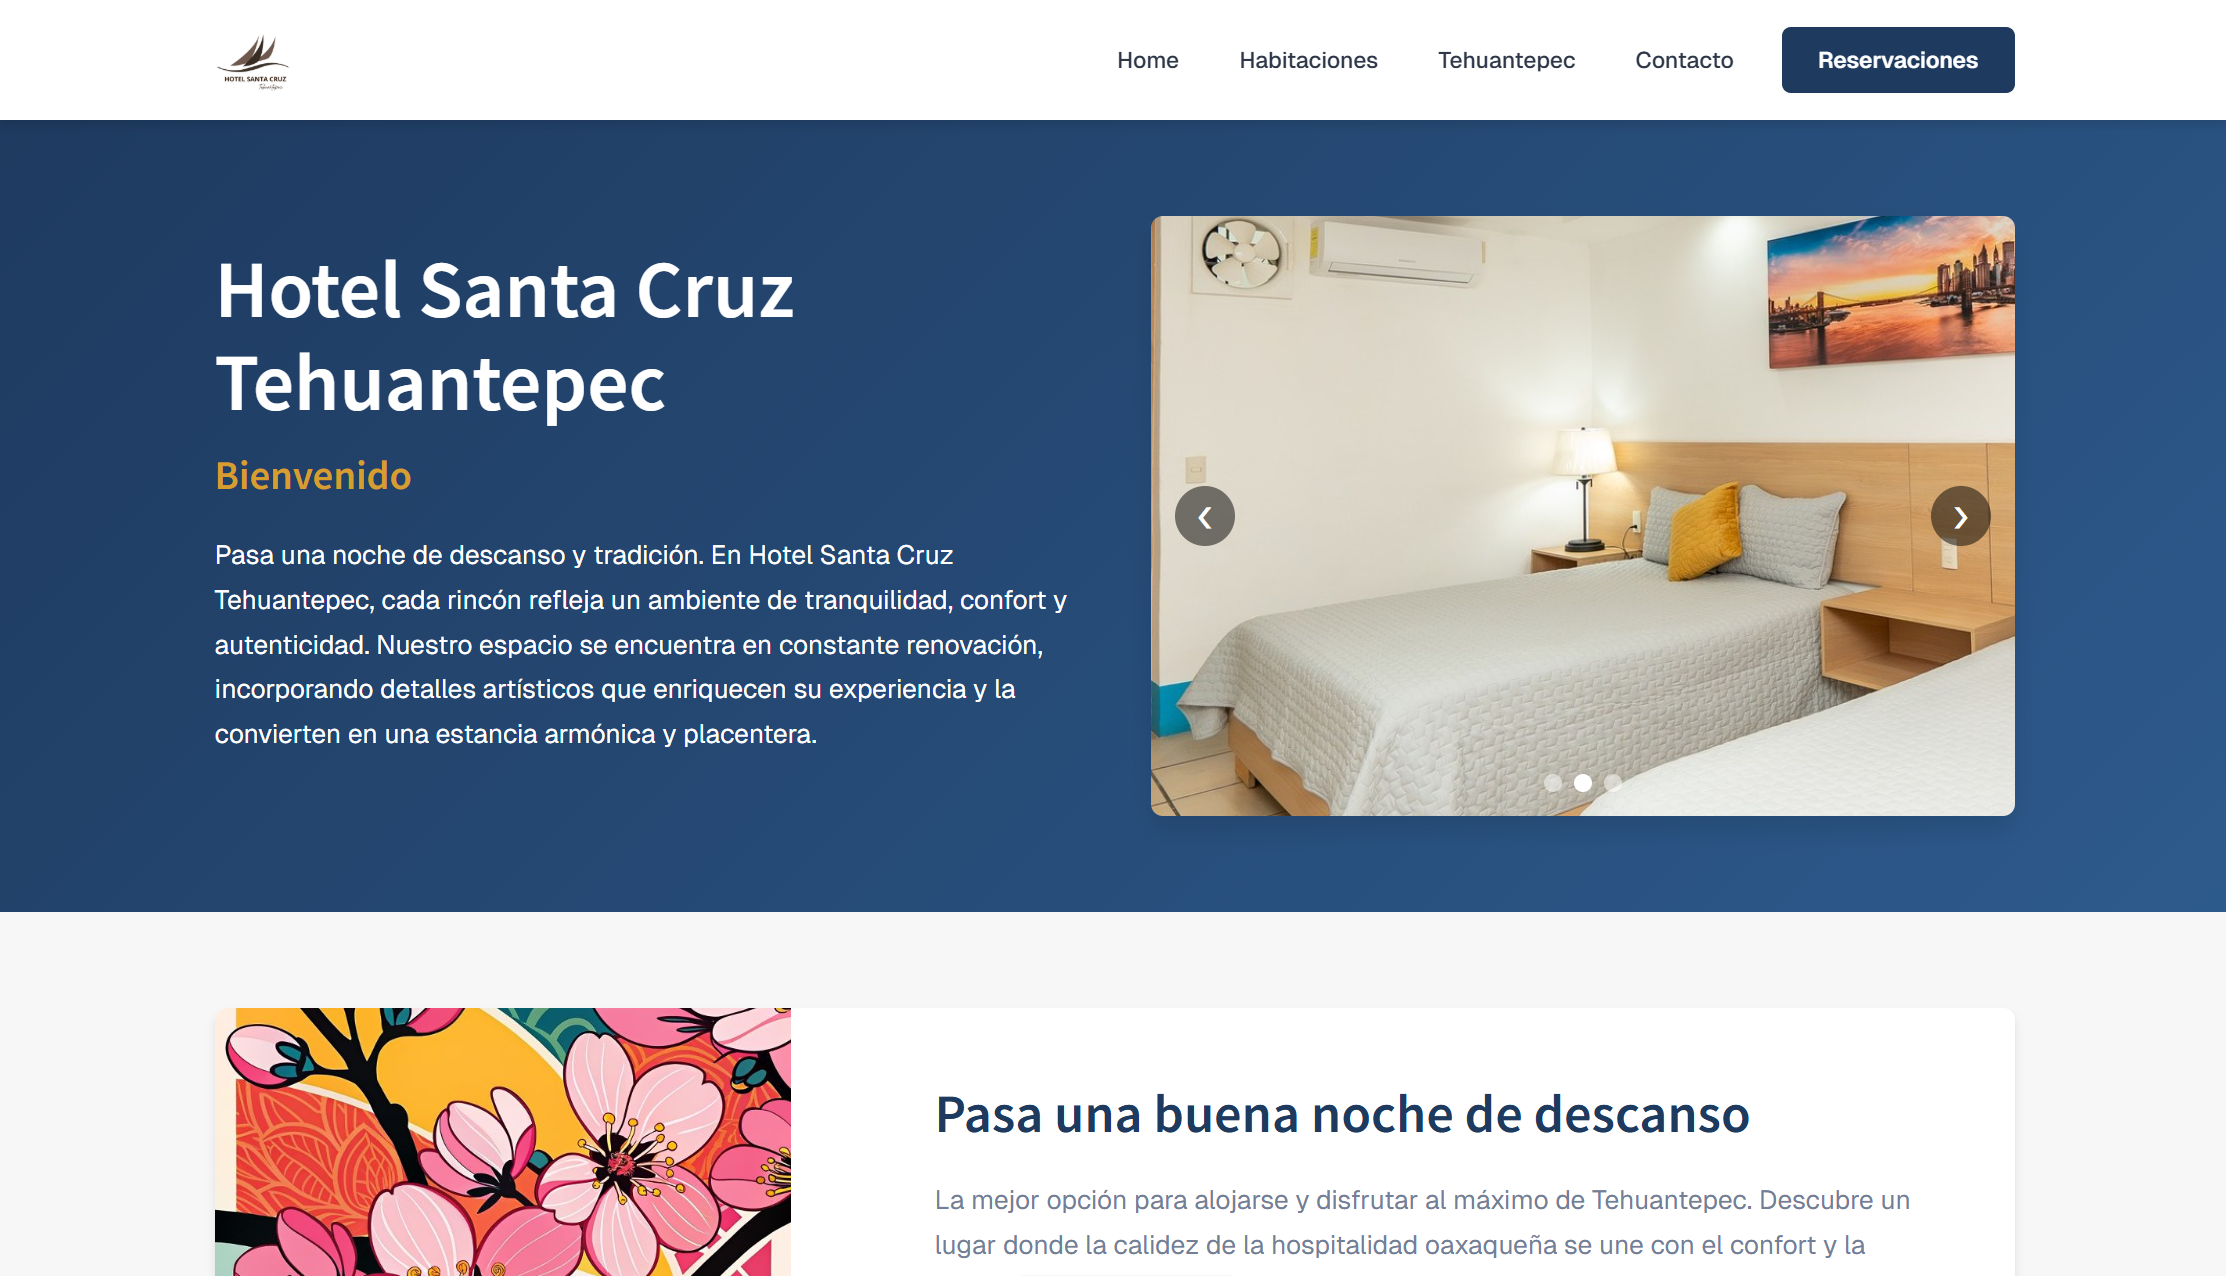 HOTEL SANTA CRUZ
Tehuantepec
Home
Habitaciones
Tehuantepec
Contacto
Reservaciones
Hotel Santa Cruz
Tehuantepec
Bienvenido
Pasa una noche de descanso y tradición. En Hotel Santa Cruz
Tehuantepec, cada rincón refleja un ambiente de tranquilidad, confort y
autenticidad. Nuestro espacio se encuentra en constante renovación,
incorporando detalles artísticos que enriquecen su experiencia y la
convierten en una estancia armónica y placentera.
Pasa una buena noche de descanso
La mejor opción para alojarse y disfrutar al máximo de Tehuantepec. Descubre un
lugar donde la calidez de la hospitalidad oaxaqueña se une con el confort y la